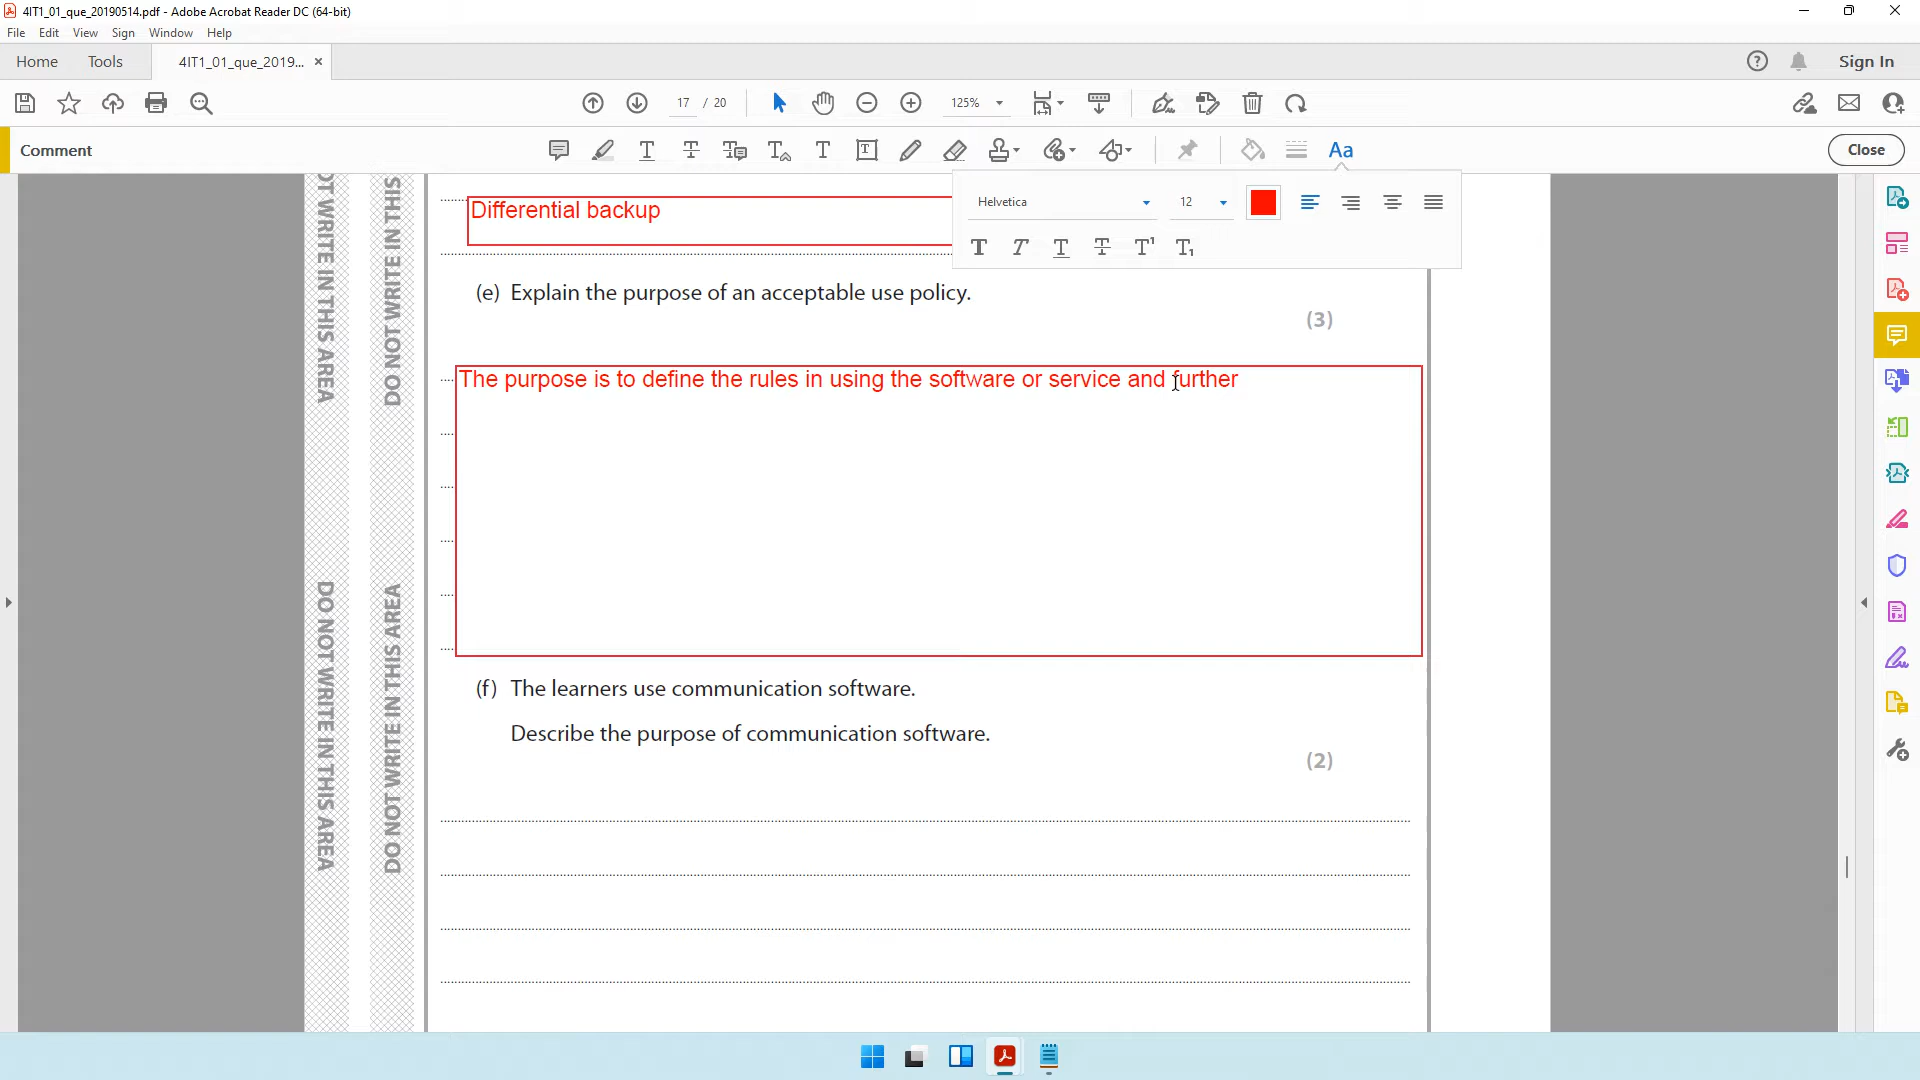 4IT1_01_que_20190514.pdf - Adobe Acrobat Reader DC (64-bit)
File Edit View Sign Window Help
Home Tools 4IT1_01_que_2019... × Sign In
17 / 20 125%
Comment Aa Close
Helvetica 12
Differential backup
(e) Explain the purpose of an acceptable use policy.
(3)
The purpose is to define the rules in using the software or service and further
(f) The learners use communication software.
Describe the purpose of communication software.
(2)
OT WRITE IN THIS AREA
DO NOT WRITE IN THIS
DO NOT WRITE IN THIS AREA
DO NOT WRITE IN THIS AREA